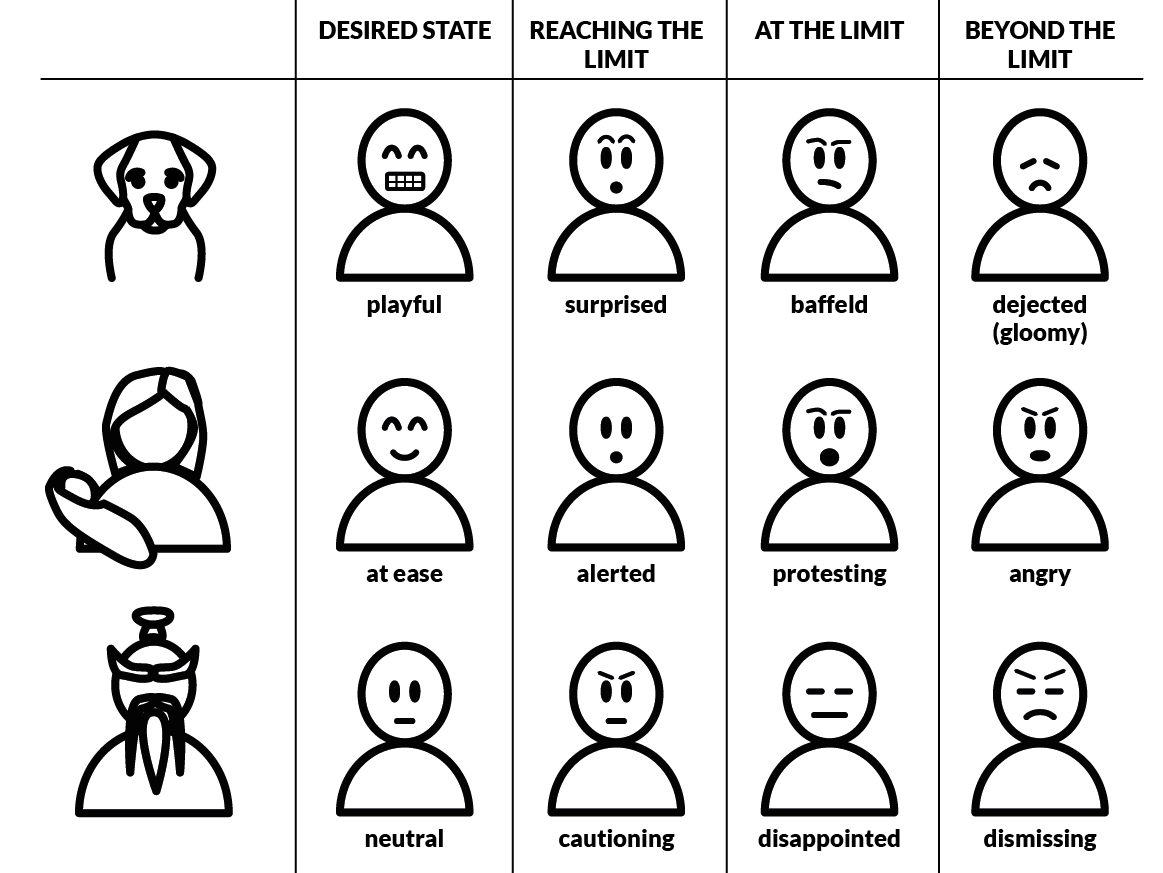 DESIRED STATE
REACHING THE
LIMIT
AT THE LIMIT
BEYOND THE
LIMIT
playful
surprised
baffeld
dejected
(gloomy)
at ease
alerted
protesting
angry
neutral
cautioning
disappointed
dismissing